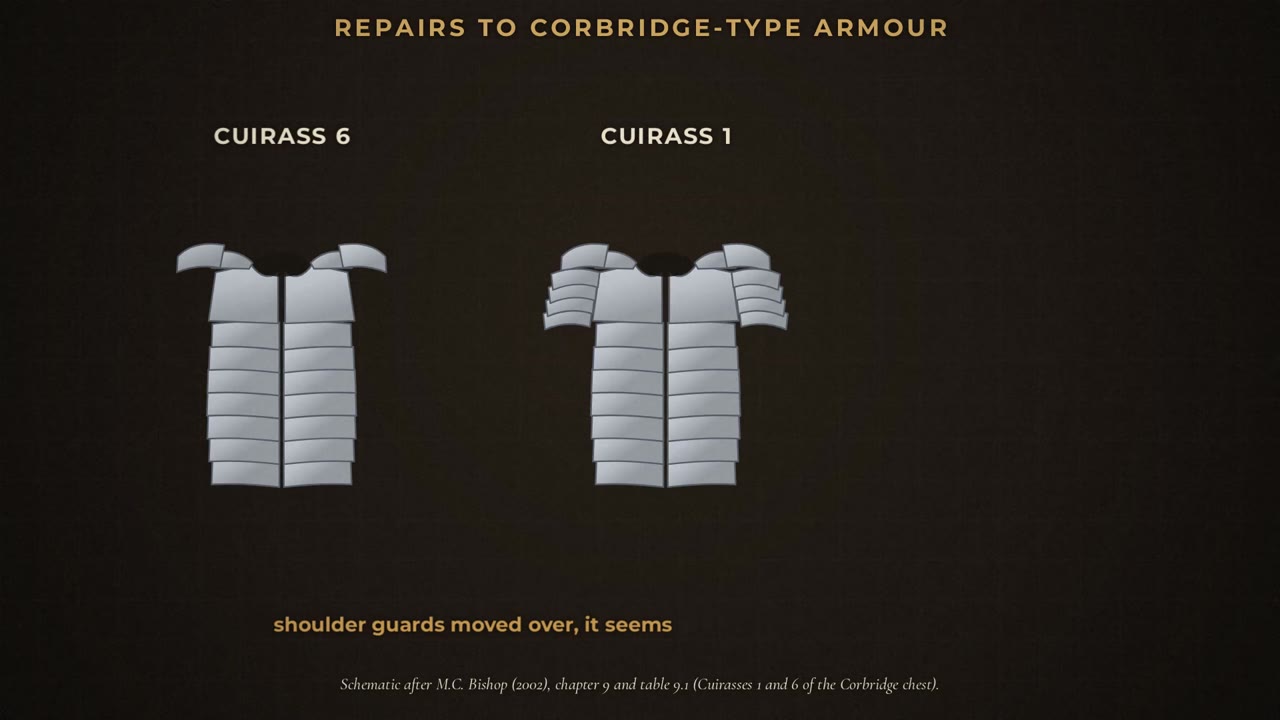 REPAIRS TO CORBRIDGE-TYPE ARMOUR
CUIRASS 6
CUIRASS 1
shoulder guards moved over, it seems
Schematic after M.C. Bishop (2002), chapter 9 and table 9.1 (Cuirasses 1 and 6 of the Corbridge chest).